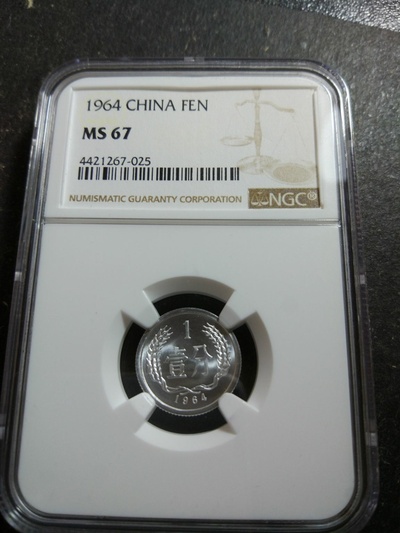 1964 CHINA FEN
MS 67
4421267-025
NUMISMATIC GUARANTY CORPORATION
NGC®
1
壹分
1964